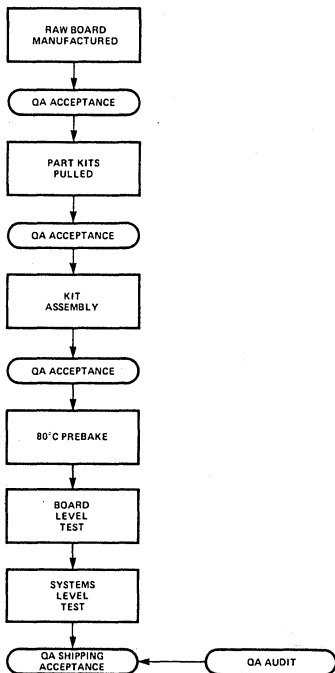 RAW BOARD
MANUFACTURED
QA ACCEPTANCE
PART KITS
PULLED
QA ACCEPTANCE
KIT
ASSEMBLY
QA ACCEPTANCE
80°C PREBAKE
BOARD
LEVEL
TEST
SYSTEMS
LEVEL
TEST
QA SHIPPING
ACCEPTANCE
QA AUDIT